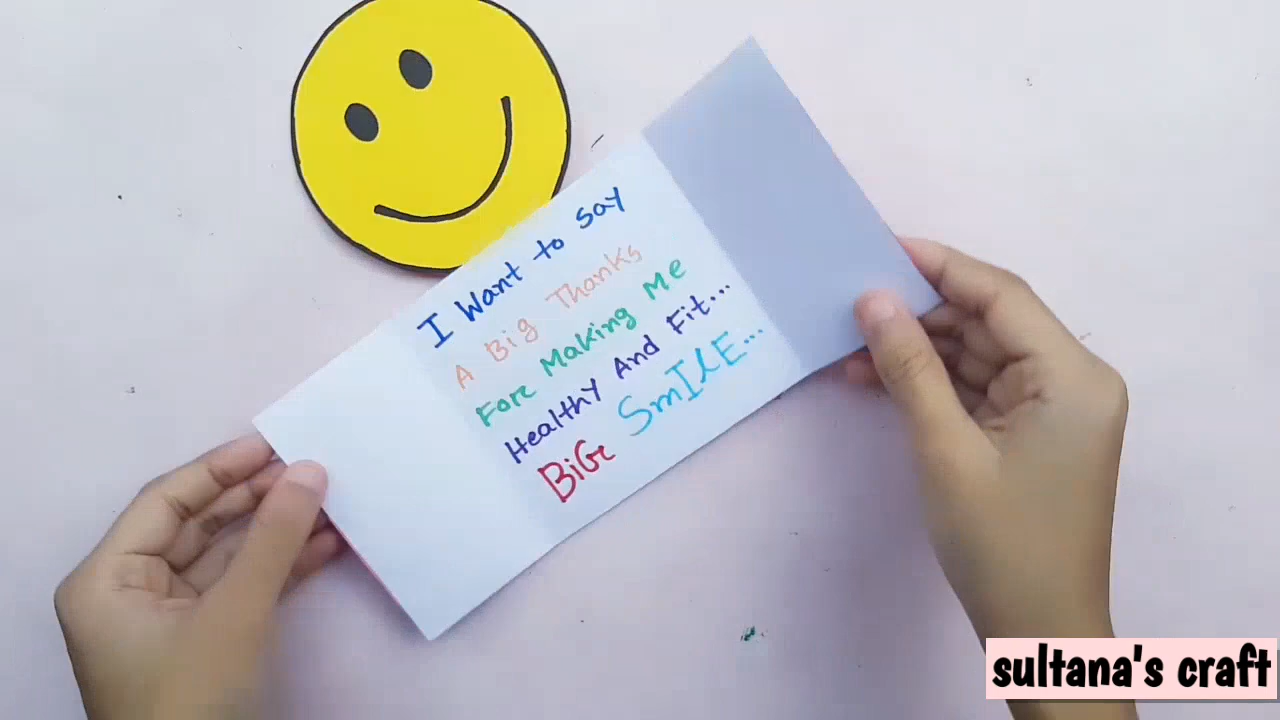 I Want to say
A Big Thanks
Fore Making Me
Healthy And Fit...
BiG SmIlE...
sultana's craft